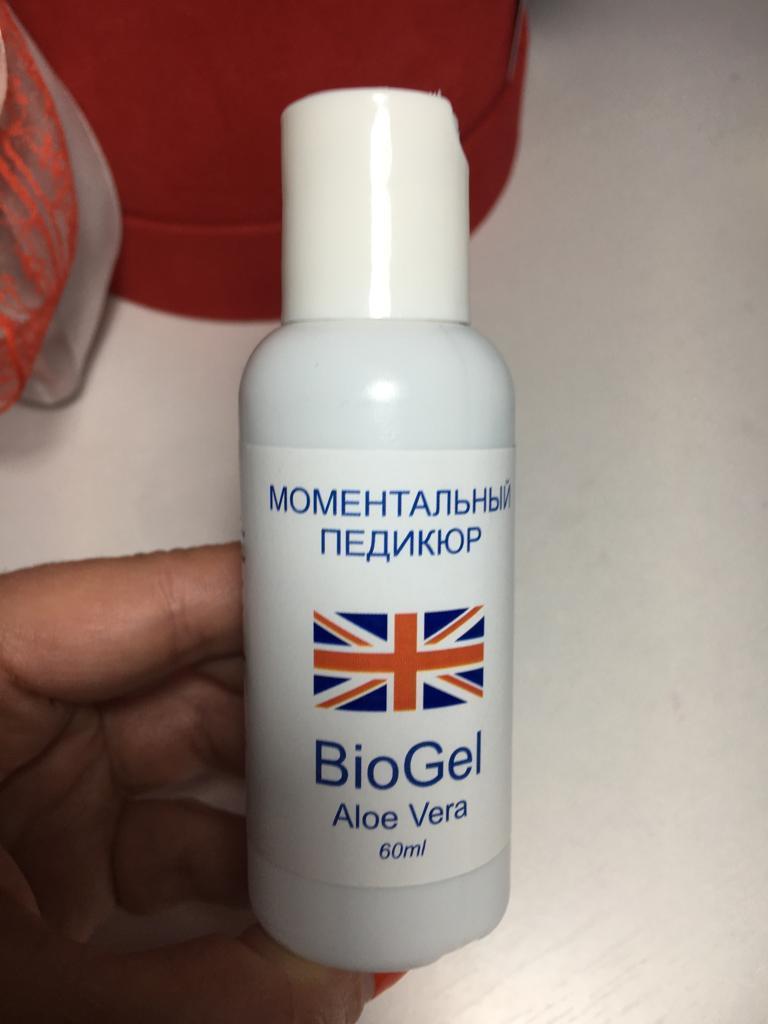 МОМЕНТАЛЬНЫЙ
ПЕДИКЮР
BioGel
Aloe Vera
60ml